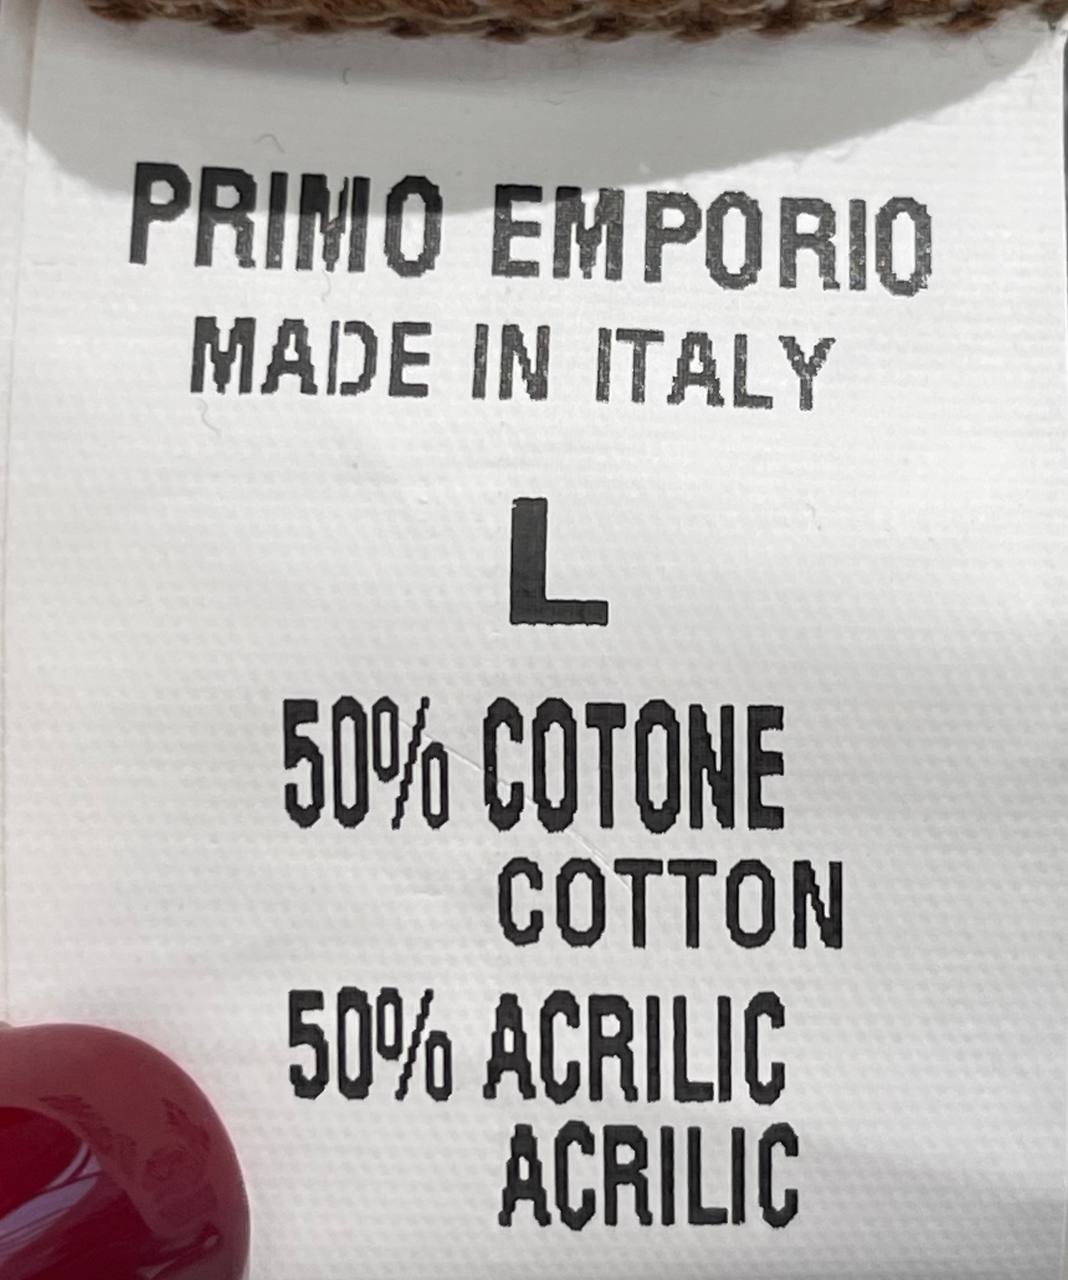 PRIMO EMPORIO
MADE IN ITALY
L
50% COTONE
COTTON
50% ACRILIC
ACRILIC